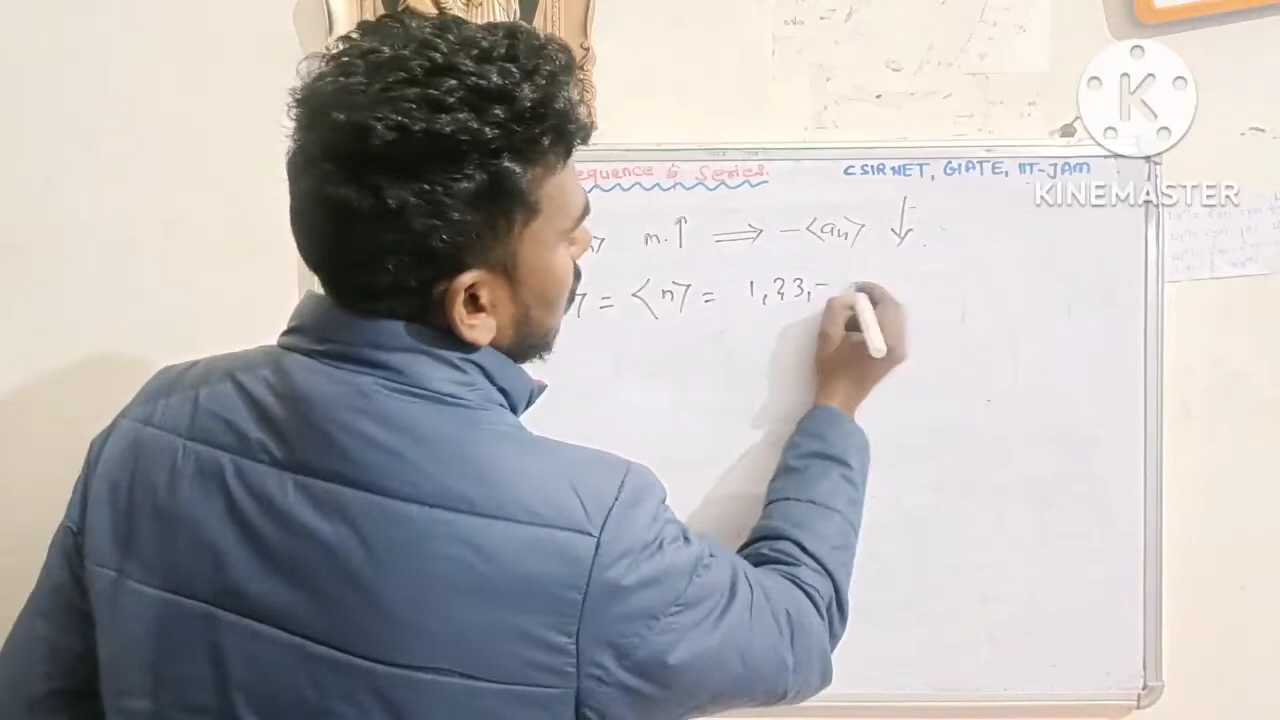 equence & Series. CSIR NET, GATE, IIT-JAM
n> m.↑ ⟹ -<an> ↓
> = <n> = 1,2,3,-
K
KINEMASTER